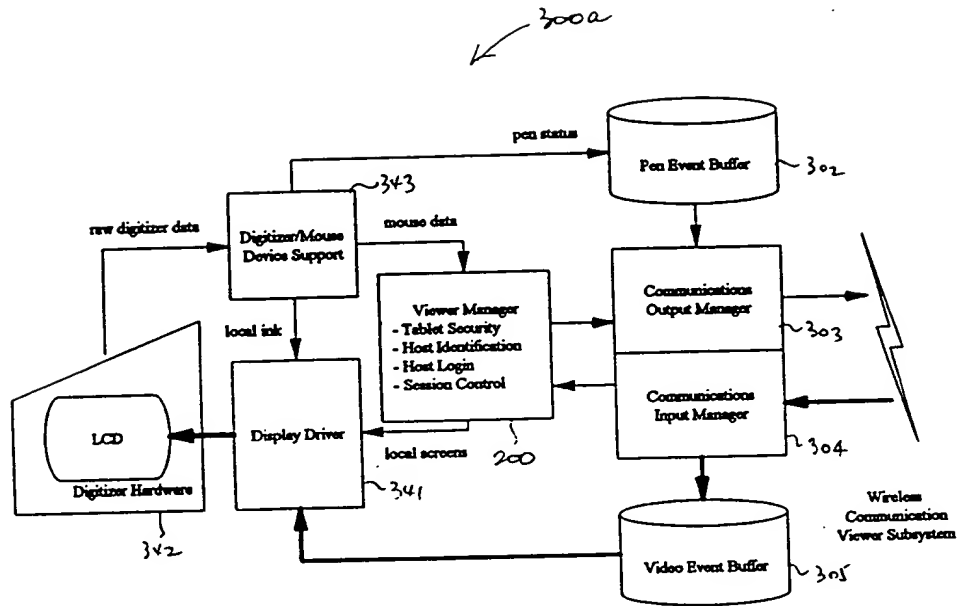 300a
pen status
Pen Event Buffer
302
343
raw digitizer data
Digitizer/Mouse
Device Support
mouse data
Viewer Manager
- Tablet Security
- Host Identification
- Host Login
- Session Control
Communications
Output Manager
303
local ink
Communications
Input Manager
LCD
Display Driver
local screens
200
304
Digitizer Hardware
341
342
Wireless
Communication
Viewer Subsystem
Video Event Buffer
305